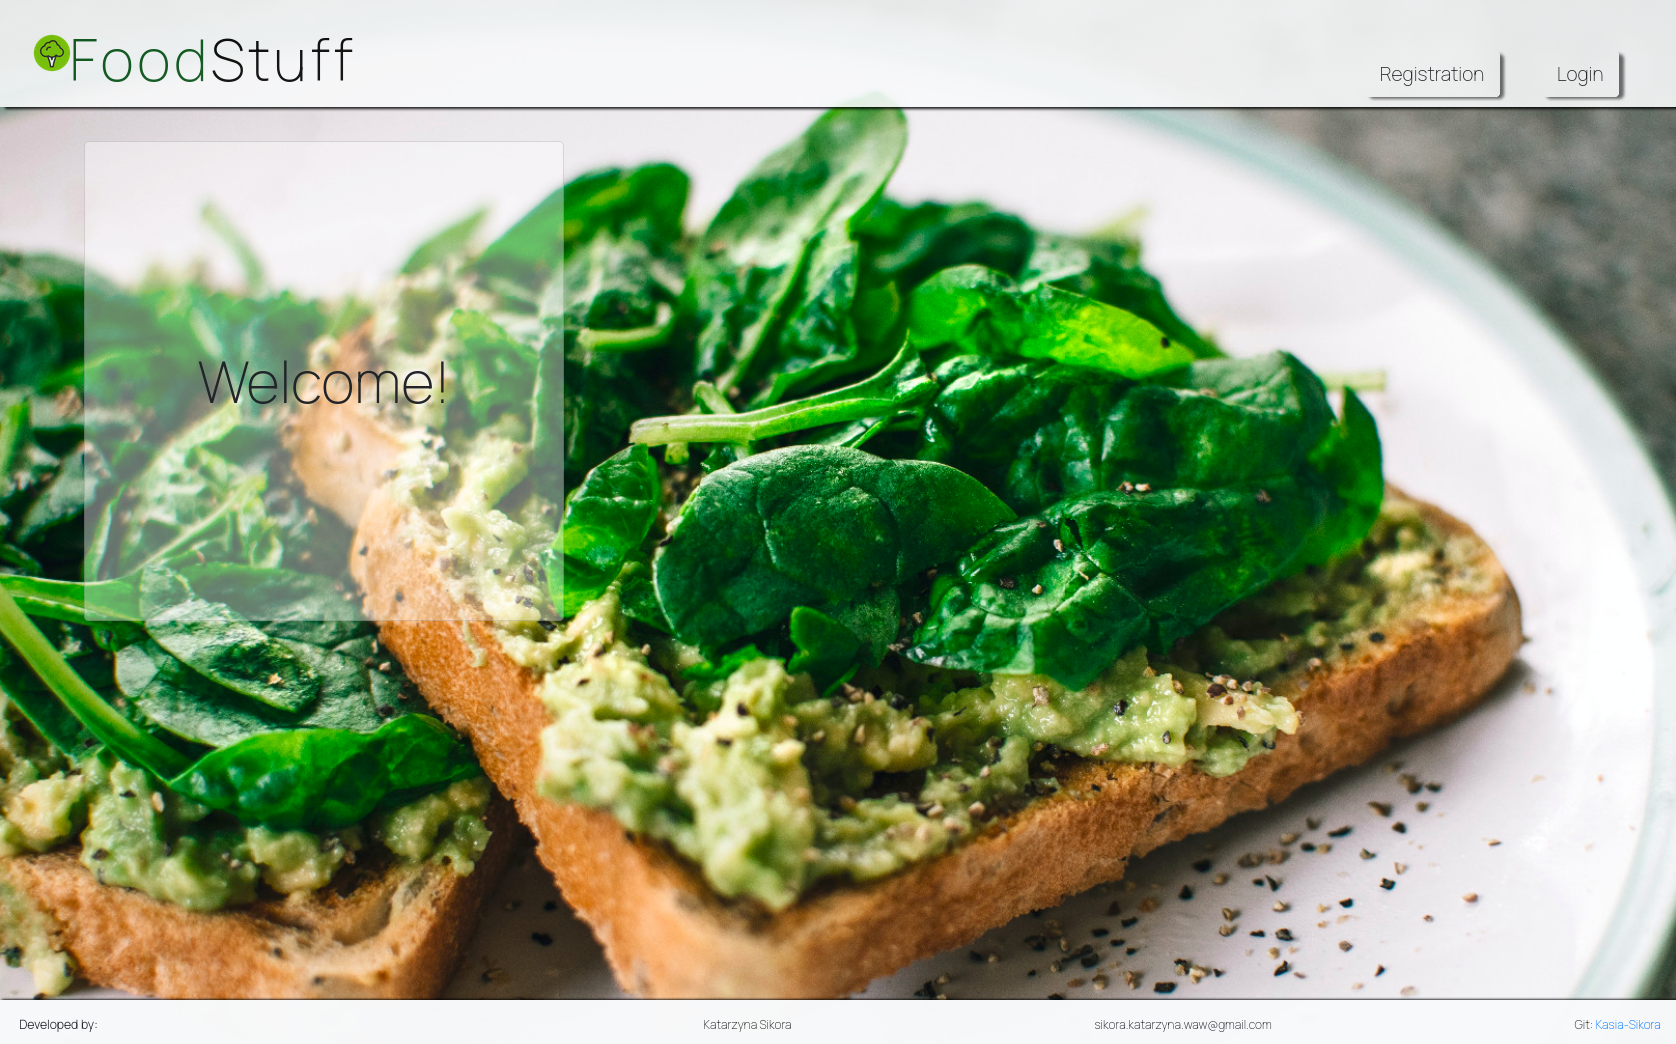 FoodStuff
Registration Login
Welcome!
Developed by: Katarzyna Sikora sikora.katarzyna.waw@gmail.com Git: Kasia-Sikora